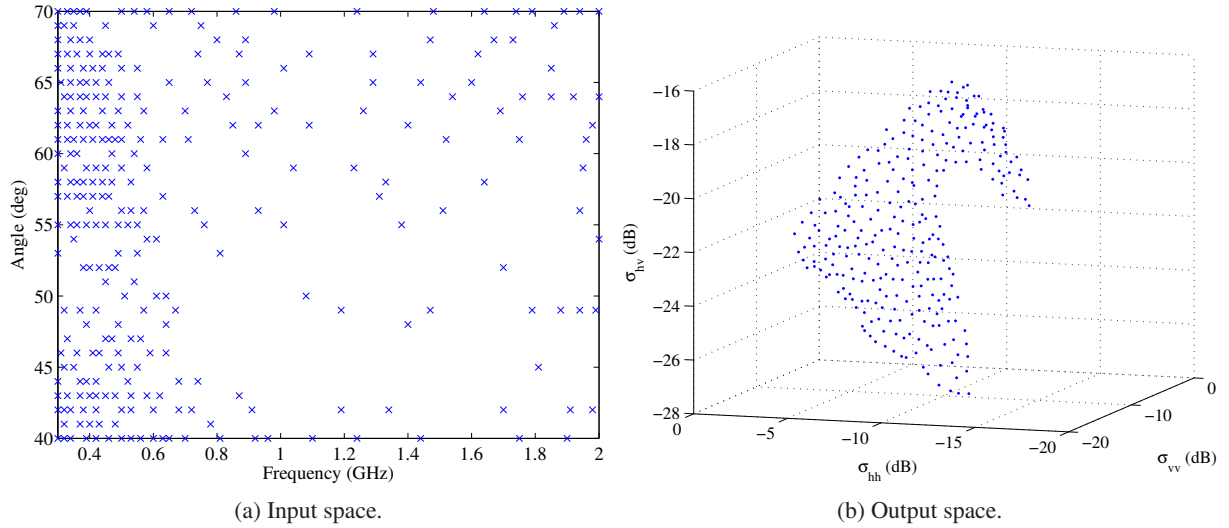 70
65
60
55
50
45
40
Angle (deg)
0.4 0.6 0.8 1 1.2 1.4 1.6 1.8 2
Frequency (GHz)
(a) Input space.
−16
−18
−20
−22
−24
−26
−28
σhv (dB)
0 −5 −10 −15 −20
σhh (dB)
−20 −10 0
σvv (dB)
(b) Output space.